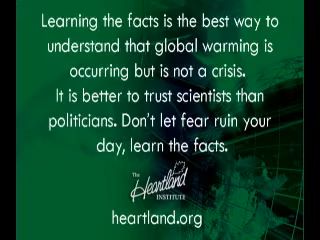 Learning the facts is the best way to
understand that global warming is
occurring but is not a crisis.
It is better to trust scientists than
politicians. Don't let fear ruin your
day, learn the facts.
The
Heartland
INSTITUTE
heartland.org